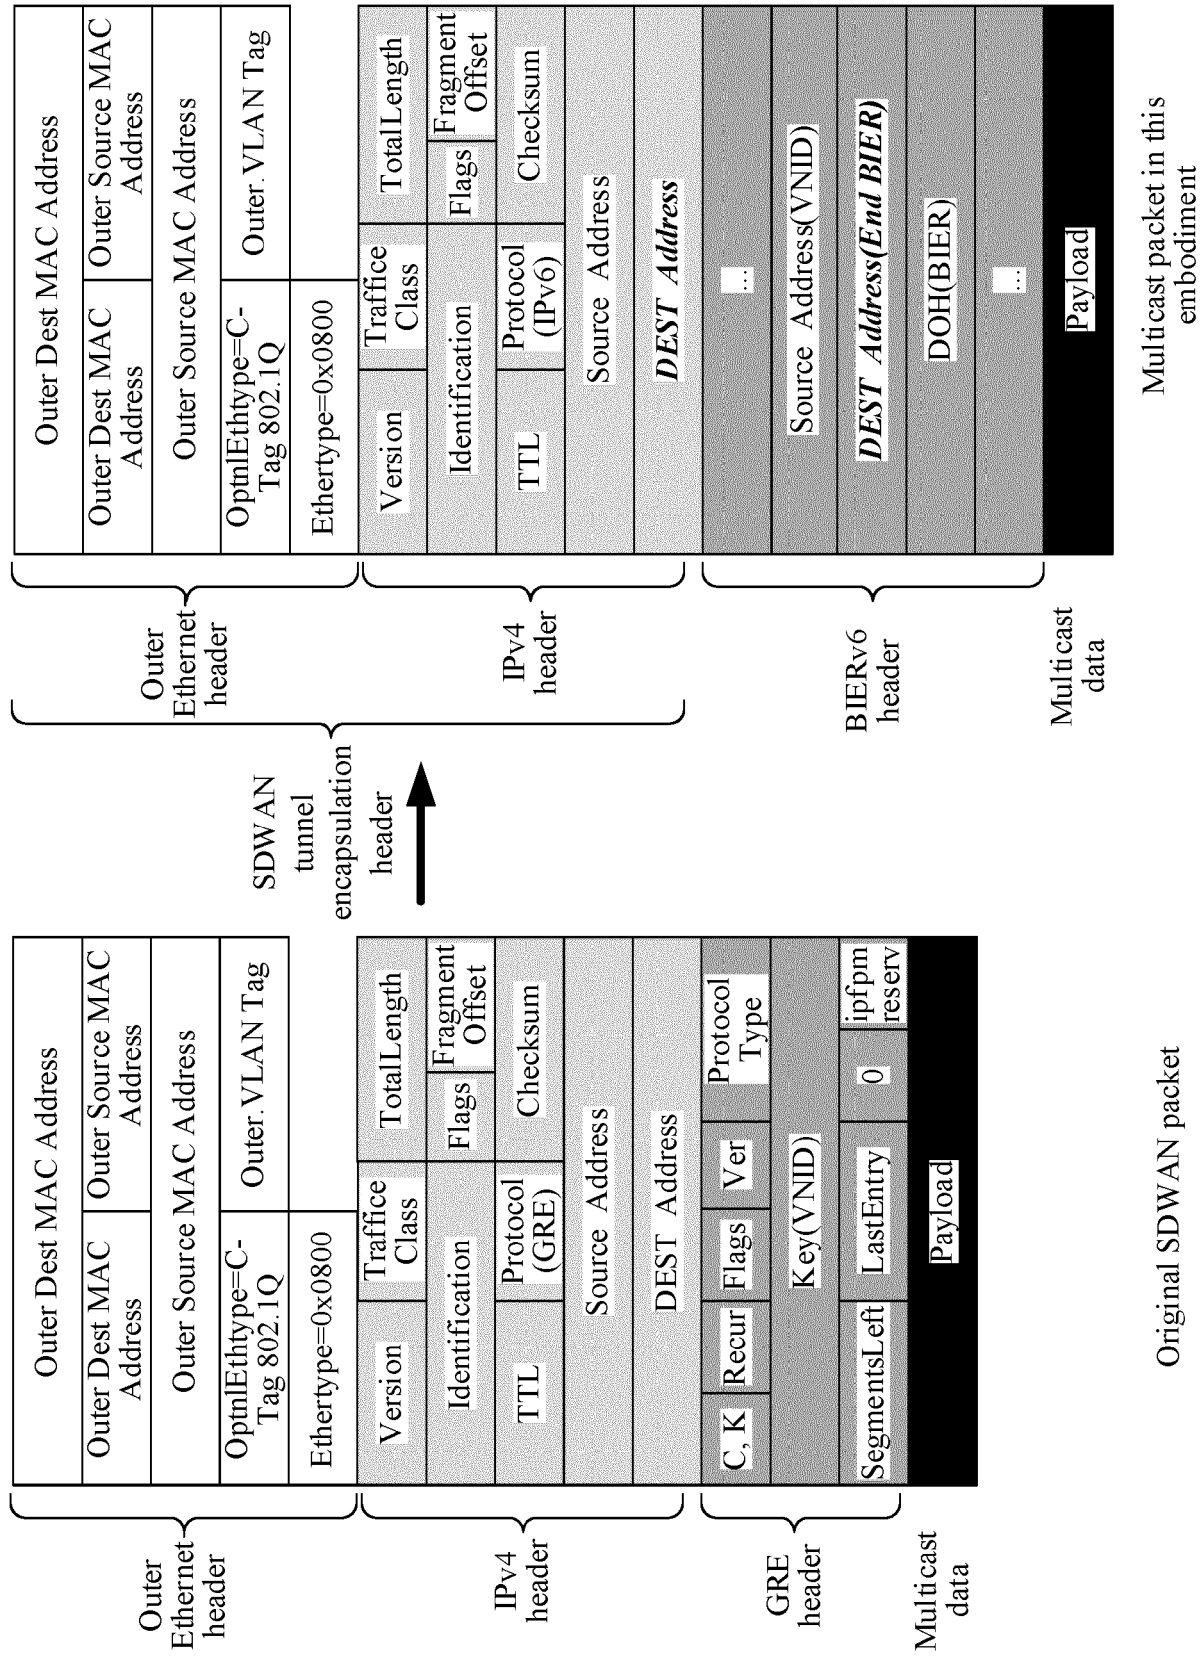 Outer Dest MAC Address
Outer Dest MAC
Address
Outer Source MAC
Address
Outer Source MAC Address
OptnlEthtype=C-
Tag 802.1Q
Outer.VLAN Tag
Ethertype=0x0800
Version
Traffice
Class
TotalLength
Identification
Flags
Fragment
Offset
TTL
Protocol
(GRE)
Checksum
Source Address
DEST Address
C, K
Recur
Flags
Ver
Protocol
Type
Key(VNID)
SegmentsLeft
LastEntry
0
ipfpm
reserv
Payload
Outer
Ethernet
header
IPv4
header
GRE
header
Multicast
data
Original SDWAN packet
SDWAN
tunnel
encapsulation
header
Outer
Ethernet
header
IPv4
header
BIERv6
header
Multicast
data
Outer Dest MAC Address
Outer Dest MAC
Address
Outer Source MAC
Address
Outer Source MAC Address
OptnlEthtype=C-
Tag 802.1Q
Outer.VLAN Tag
Ethertype=0x0800
Version
Traffice
Class
TotalLength
Identification
Flags
Fragment
Offset
TTL
Protocol
(IPv6)
Checksum
Source Address
DEST Address
...
Source Address(VNID)
DEST Address(End BIER)
DOH(BIER)
...
Payload
Multicast packet in this
embodiment